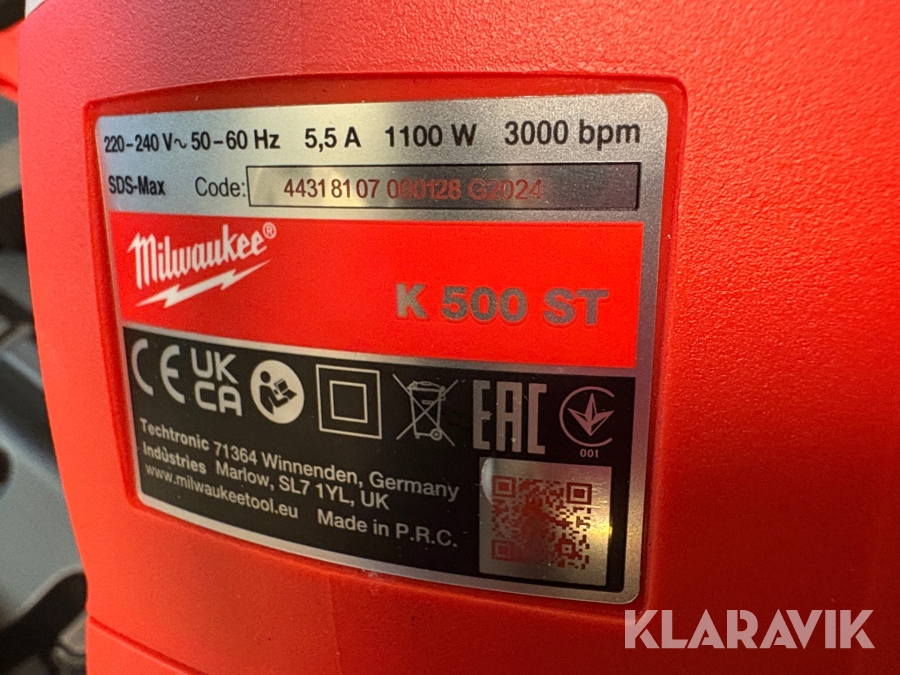 220-240 V~ 50-60 Hz 5,5 A 1100 W 3000 bpm
SDS-Max Code: 4431 81 07 000128 G2024
Milwaukee®
K 500 ST
CE UK CA EAC
001
Techtronic Industries
71364 Winnenden, Germany
Marlow, SL7 1YL, UK
www.milwaukeetool.eu Made in P.R.C.
KLARAVIK